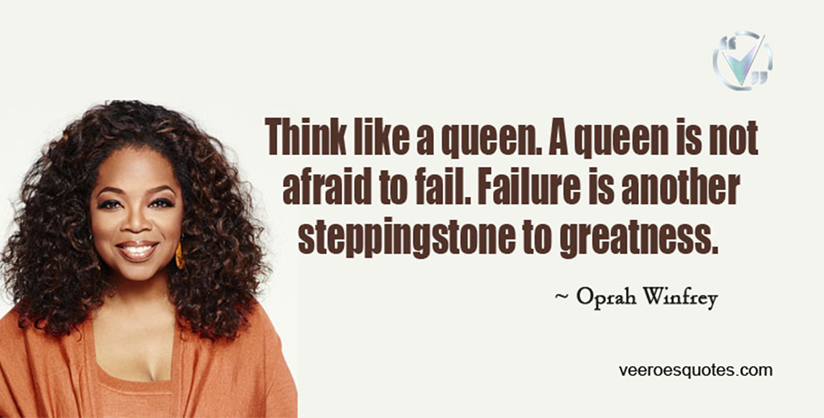 Think like a queen. A queen is not
afraid to fail. Failure is another
steppingstone to greatness.
~ Oprah Winfrey
veeroesquotes.com